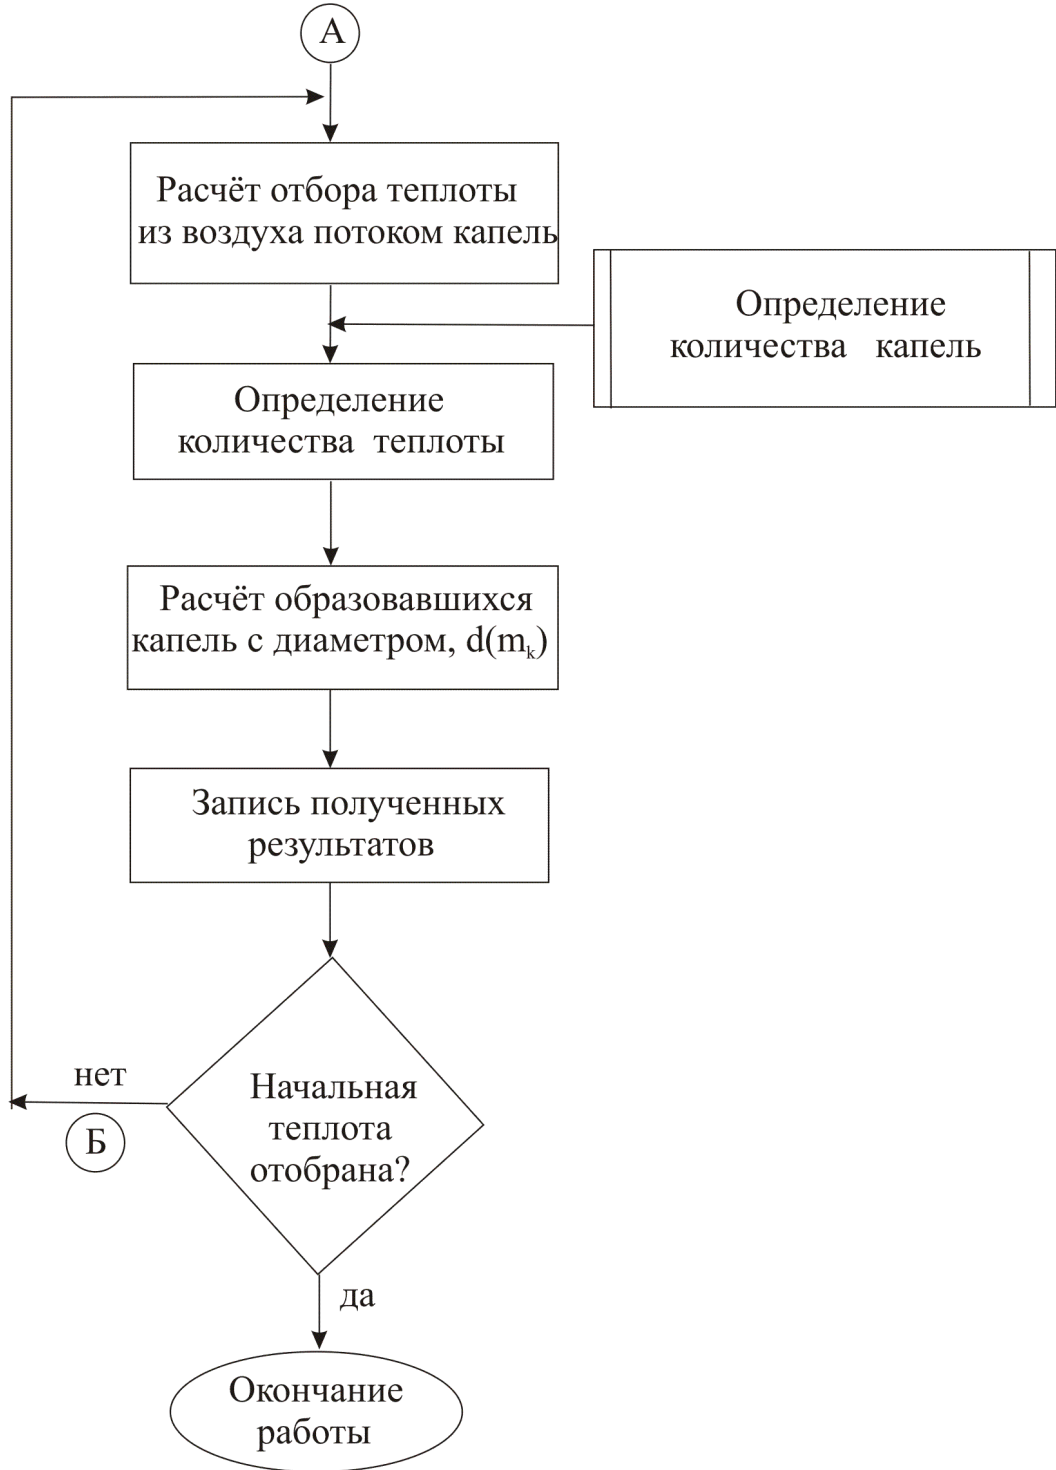 А
Расчёт отбора теплоты
из воздуха потоком капель
Определение
количества капель
Определение
количества теплоты
Расчёт образовавшихся
капель с диаметром, d(mₖ)
Запись полученных
результатов
нет
Б
Начальная
теплота
отобрана?
да
Окончание
работы